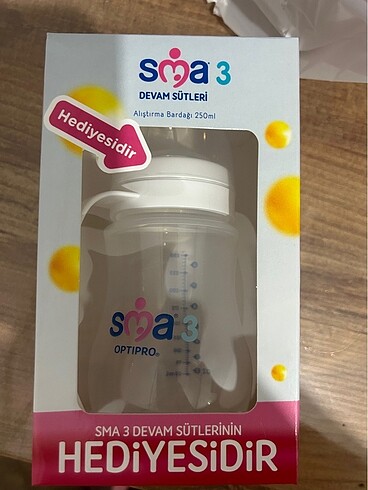 sma 3
DEVAM SÜTLERİ
Alıştırma Bardağı 250ml
Hediyesidir
sma 3
OPTIPRO®
SMA 3 DEVAM SÜTLERİNİN
HEDİYESİDİR